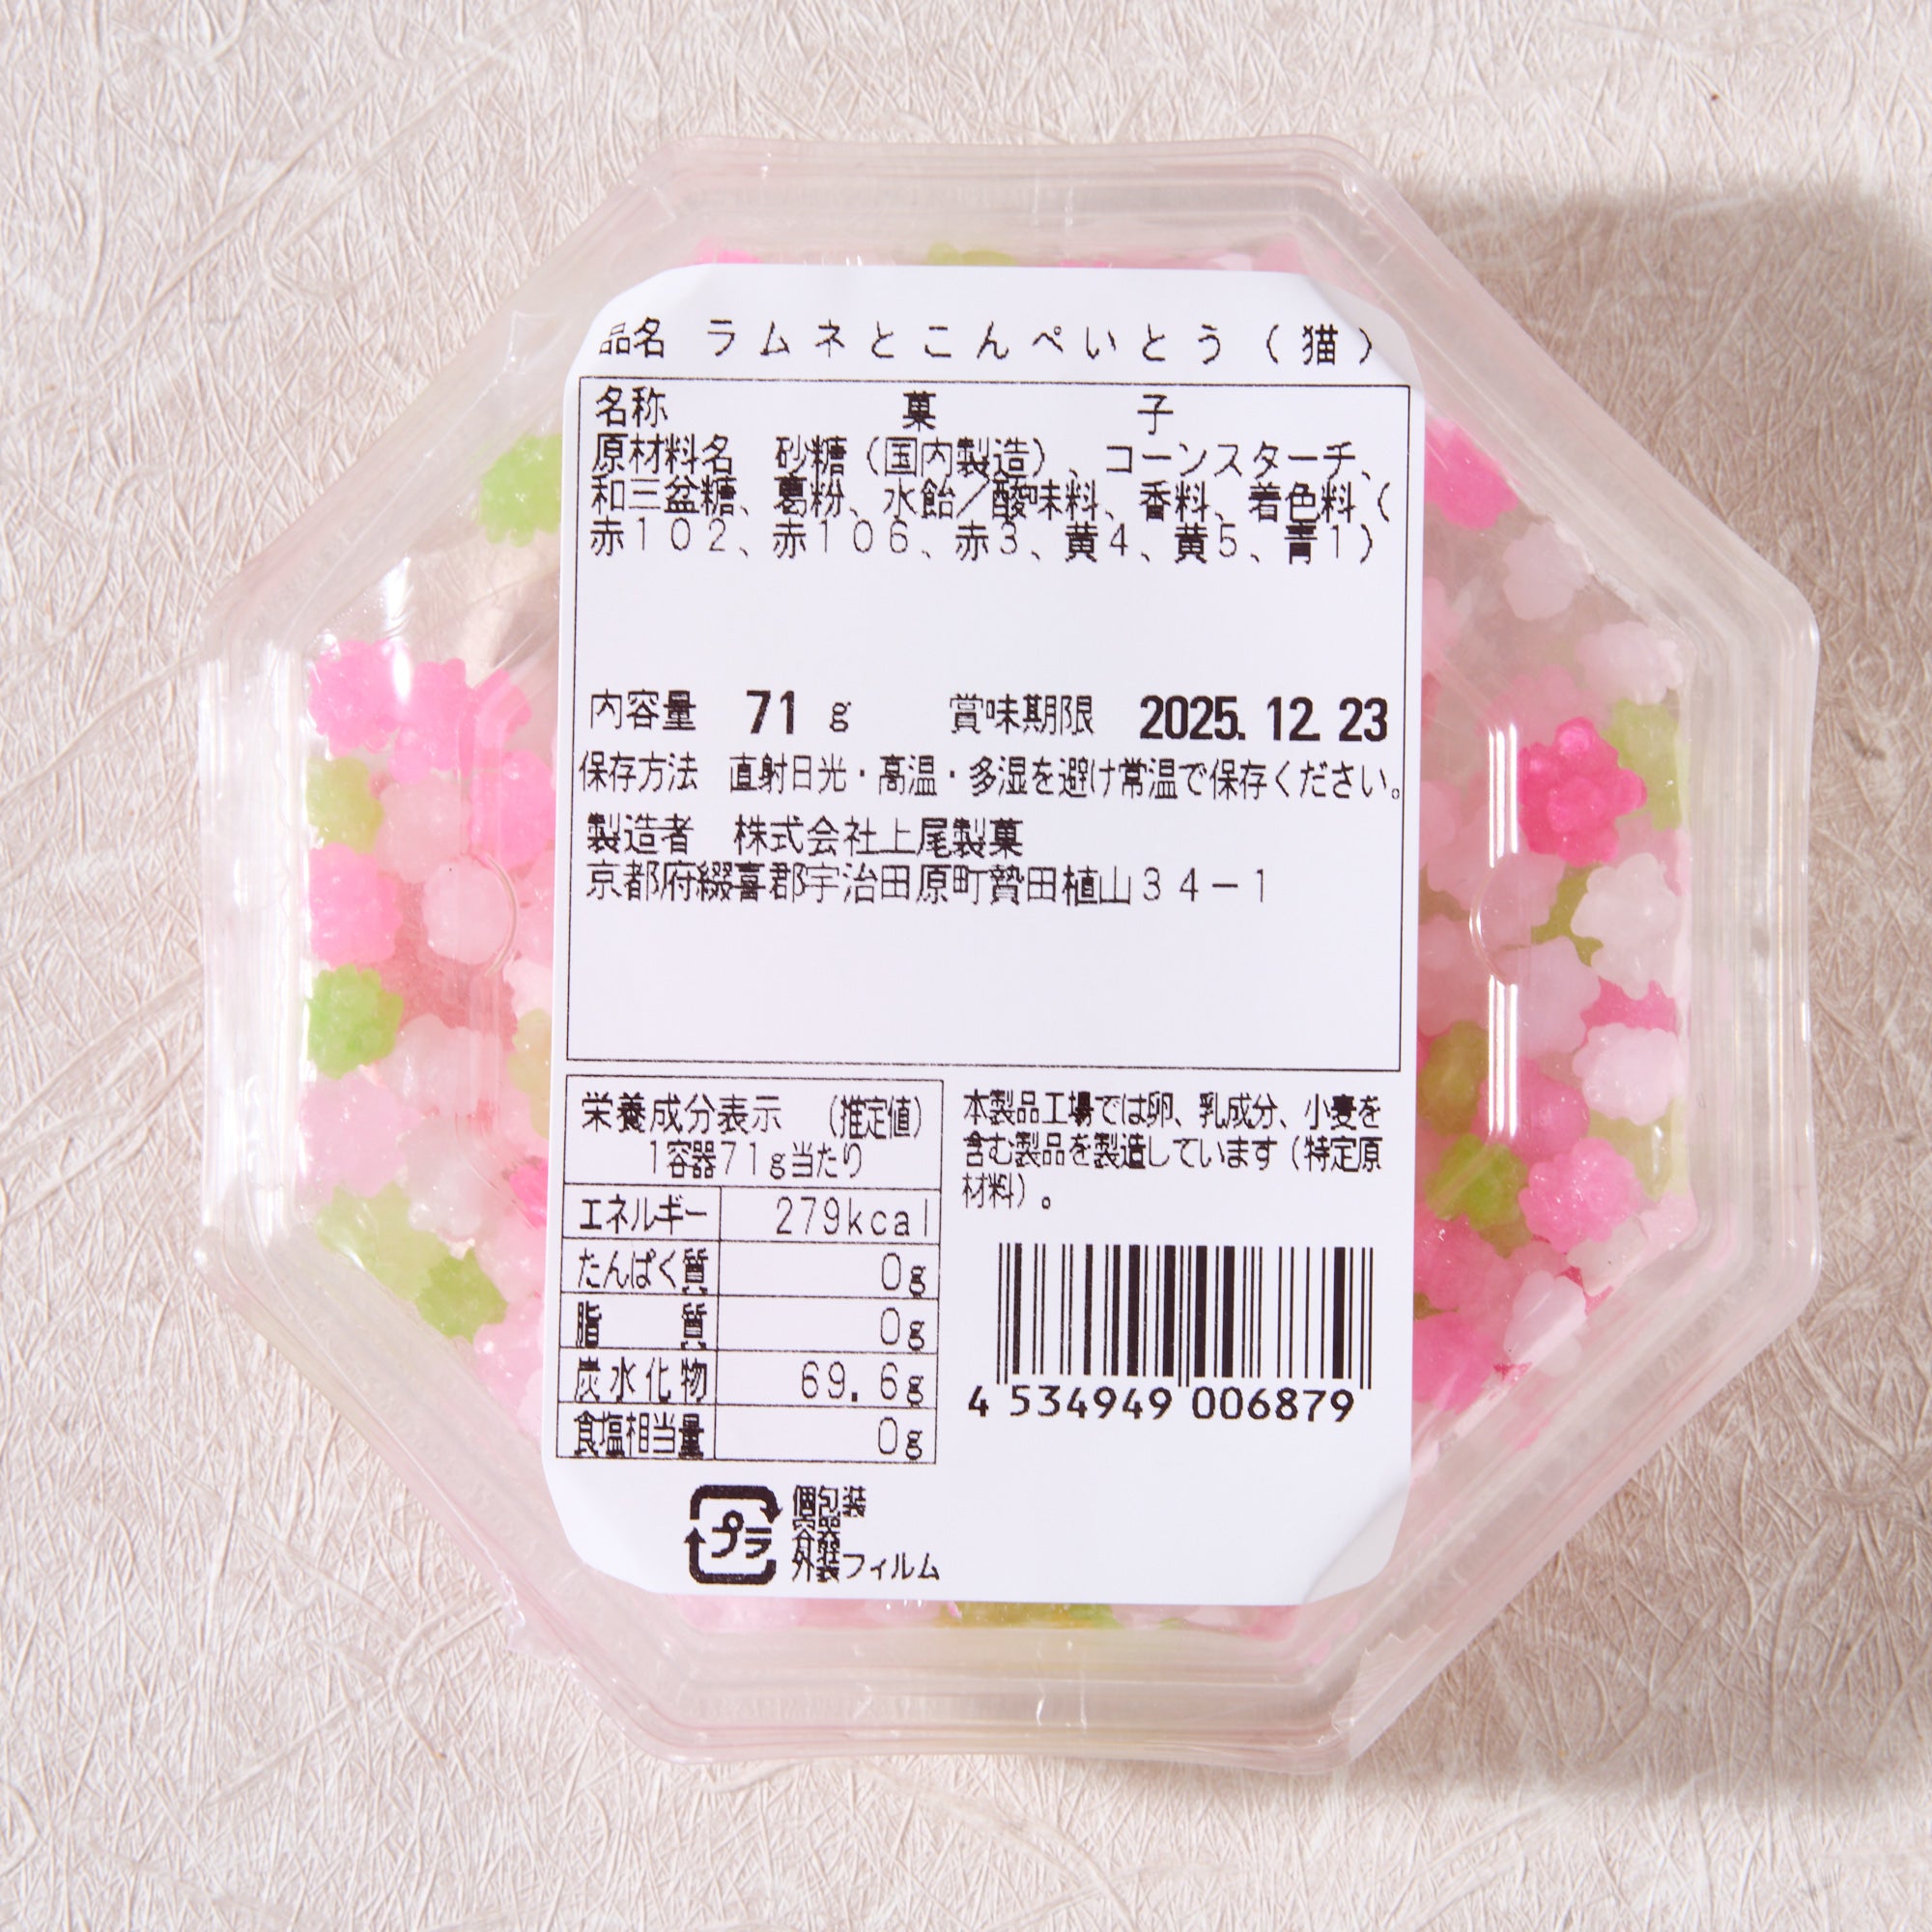 品名 ラムネとこんぺいとう（猫）
名称 菓子
原材料名 砂糖（国内製造）、コーンスターチ、
和三盆糖、葛粉、水飴／酸味料、香料、着色料（
赤102、赤106、赤3、黄4、黄5、青1）
内容量 71 g 賞味期限 2025. 12. 23
保存方法 直射日光・高温・多湿を避け常温で保存ください。
製造者 株式会社上尾製菓
京都府綴喜郡宇治田原町贄田植山34－1
栄養成分表示 （推定値）
1容器71g当たり
エネルギー 279kcal
たんぱく質 0g
脂質 0g
炭水化物 69.6g
食塩相当量 0g
本製品工場では卵、乳成分、小麦を
含む製品を製造しています（特定原
材料）。
4 534949 006879
プラ
個包装
容器
外装フィルム